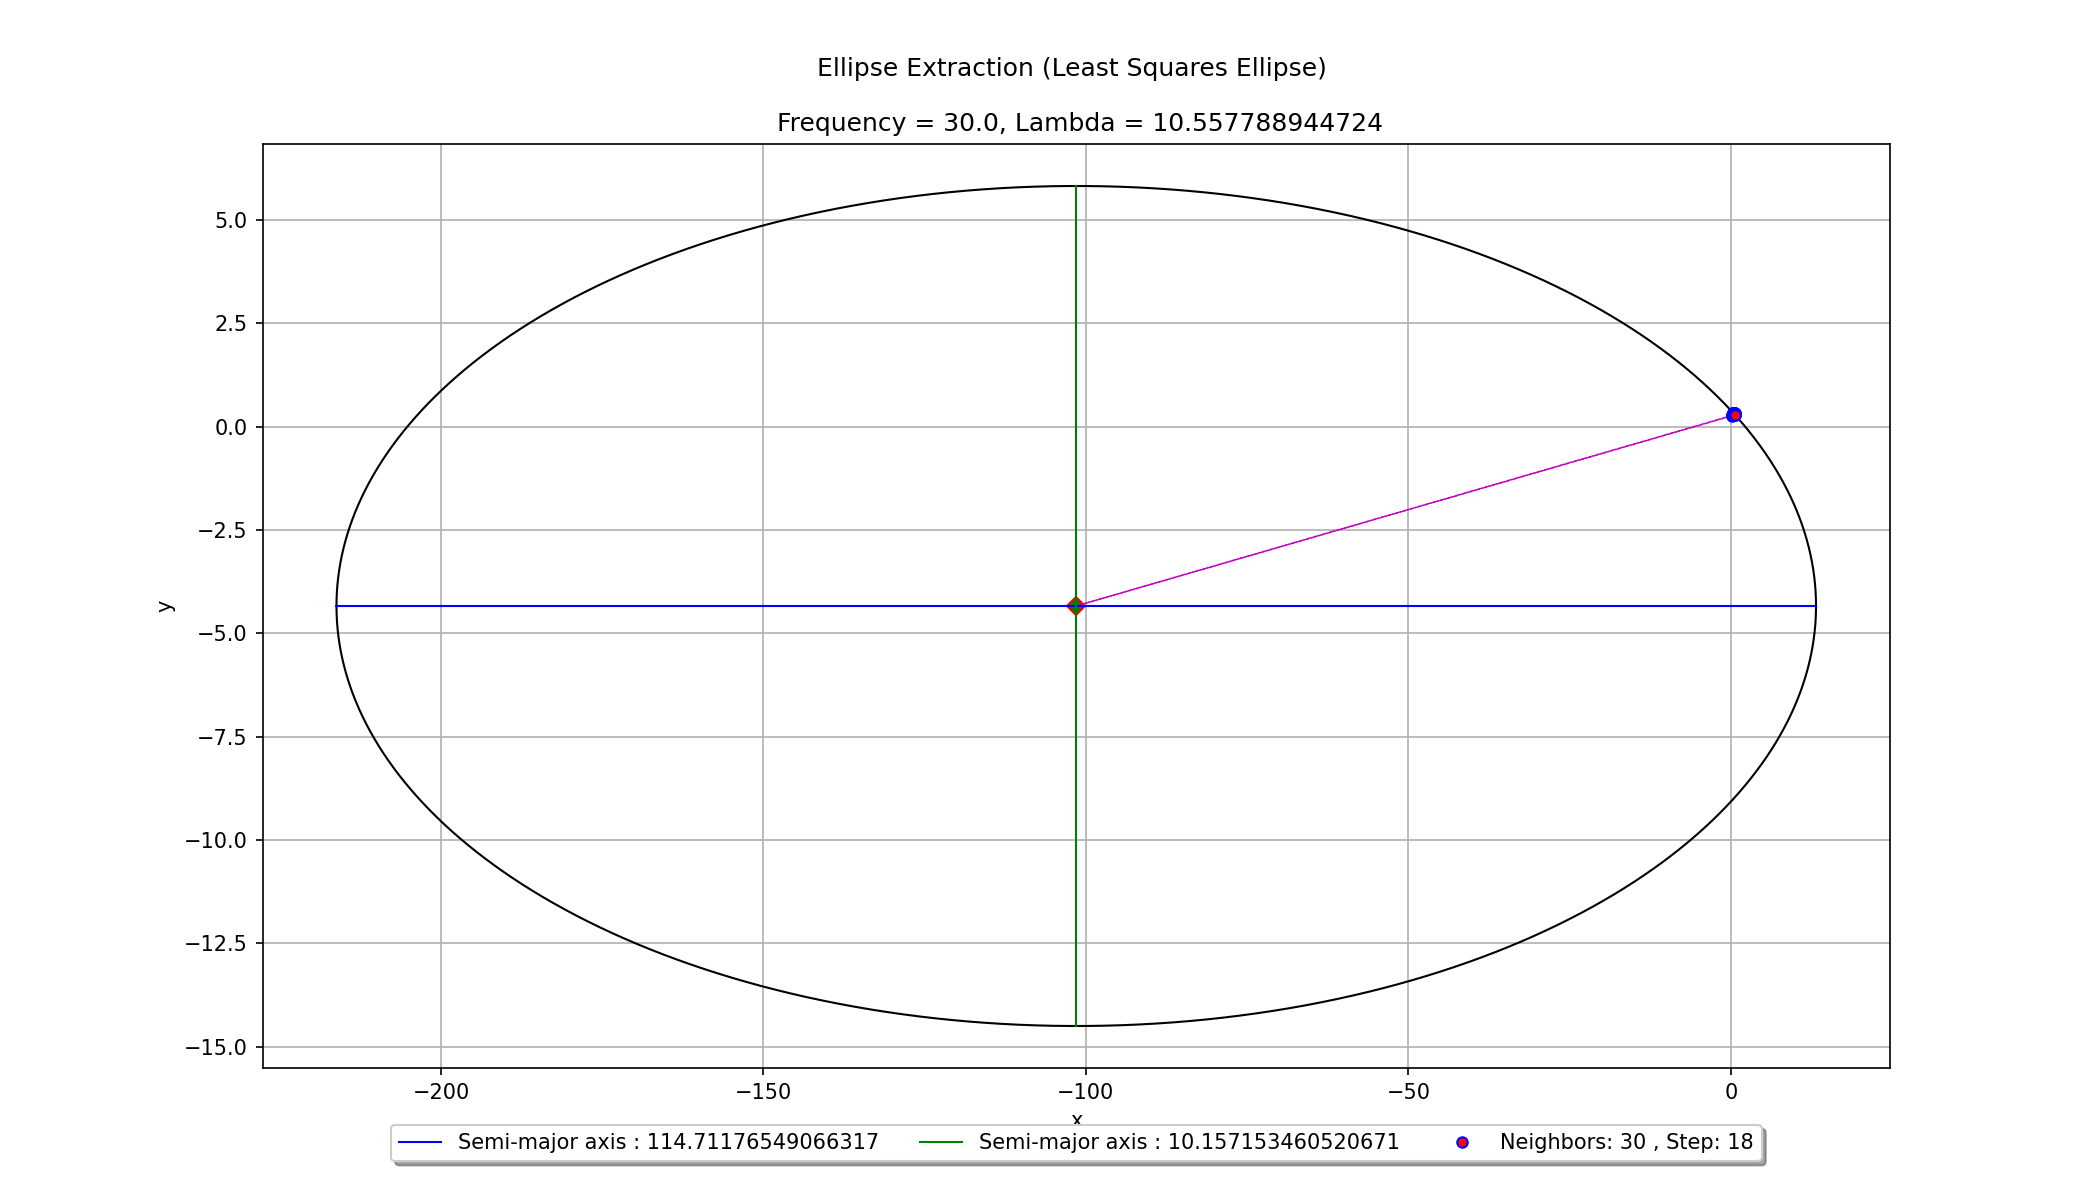 Ellipse Extraction (Least Squares Ellipse)
Frequency = 30.0, Lambda = 10.557788944724
5.0
2.5
0.0
−2.5
−5.0
−7.5
−10.0
−12.5
−15.0
y
−200 −150 −100 −50 0
x
Semi-major axis : 114.71176549066317 Semi-major axis : 10.157153460520671 Neighbors: 30 , Step: 18